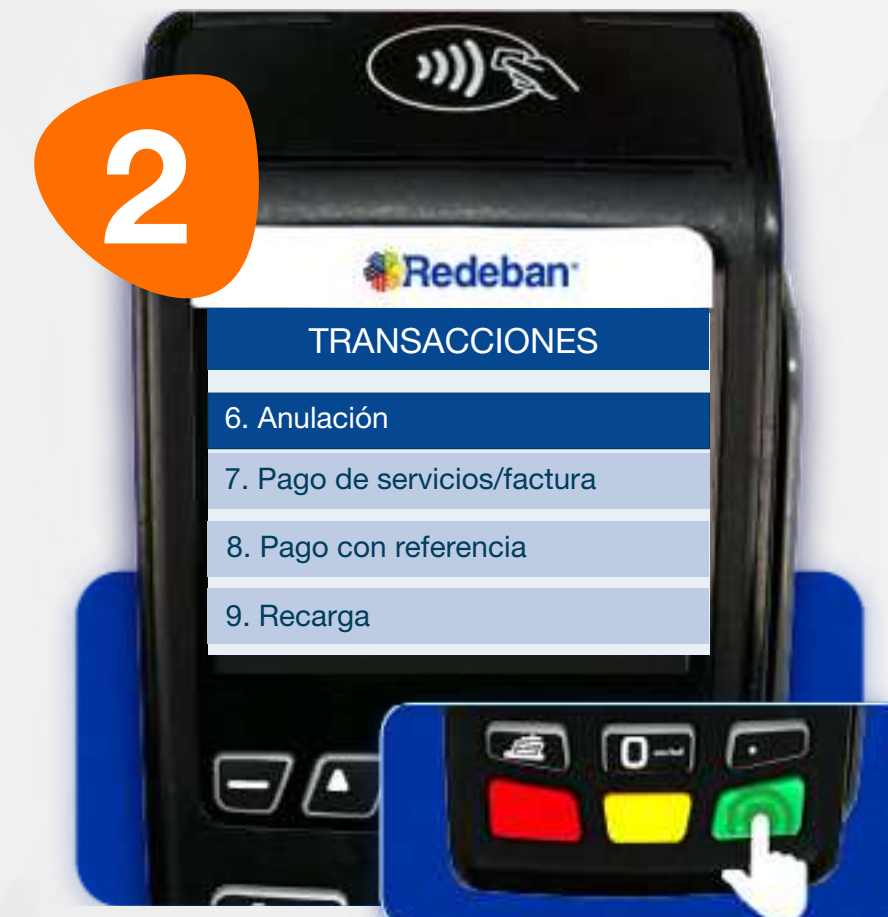 2
Redeban
TRANSACCIONES
6. Anulación
7. Pago de servicios/factura
8. Pago con referencia
9. Recarga
0